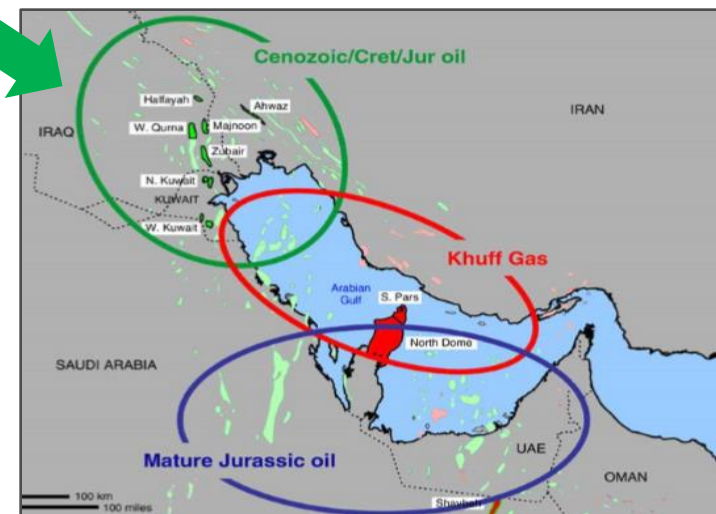 Cenozoic/Cret/Jur oil
Halfayah
Ahwaz
IRAN
IRAQ
W. Qurna
Majnoon
Zubair
N. Kuwait
KUWAIT
W. Kuwait
Khuff Gas
Arabian
Gulf
S. Pars
North Dome
SAUDI ARABIA
UAE
Mature Jurassic oil
OMAN
Shaybah
100 km
100 miles